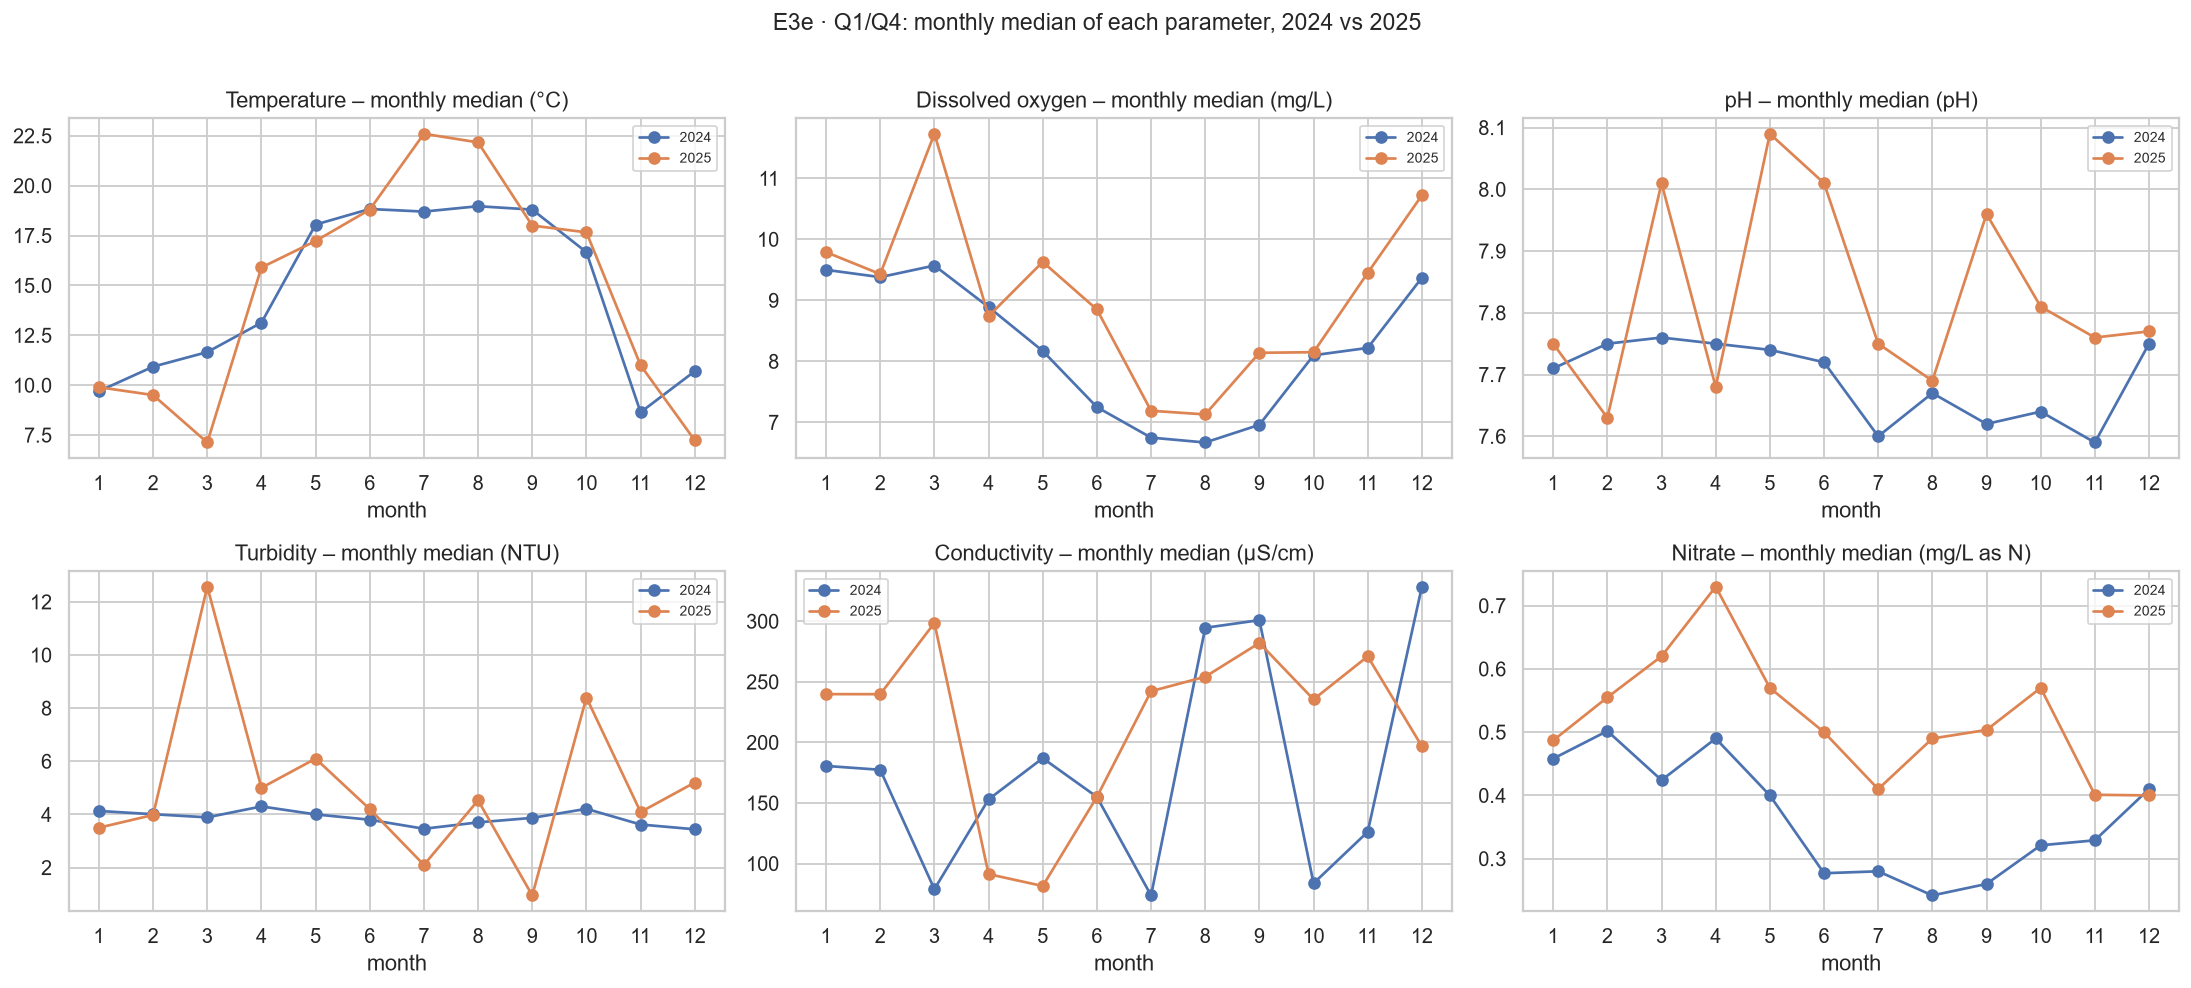 E3e · Q1/Q4: monthly median of each parameter, 2024 vs 2025
Temperature – monthly median (°C)
22.5
20.0
17.5
15.0
12.5
10.0
7.5
1 2 3 4 5 6 7 8 9 10 11 12
month
2024
2025
Dissolved oxygen – monthly median (mg/L)
11
10
9
8
7
1 2 3 4 5 6 7 8 9 10 11 12
month
2024
2025
pH – monthly median (pH)
8.1
8.0
7.9
7.8
7.7
7.6
1 2 3 4 5 6 7 8 9 10 11 12
month
2024
2025
Turbidity – monthly median (NTU)
12
10
8
6
4
2
1 2 3 4 5 6 7 8 9 10 11 12
month
2024
2025
Conductivity – monthly median (µS/cm)
300
250
200
150
100
1 2 3 4 5 6 7 8 9 10 11 12
month
2024
2025
Nitrate – monthly median (mg/L as N)
0.7
0.6
0.5
0.4
0.3
1 2 3 4 5 6 7 8 9 10 11 12
month
2024
2025